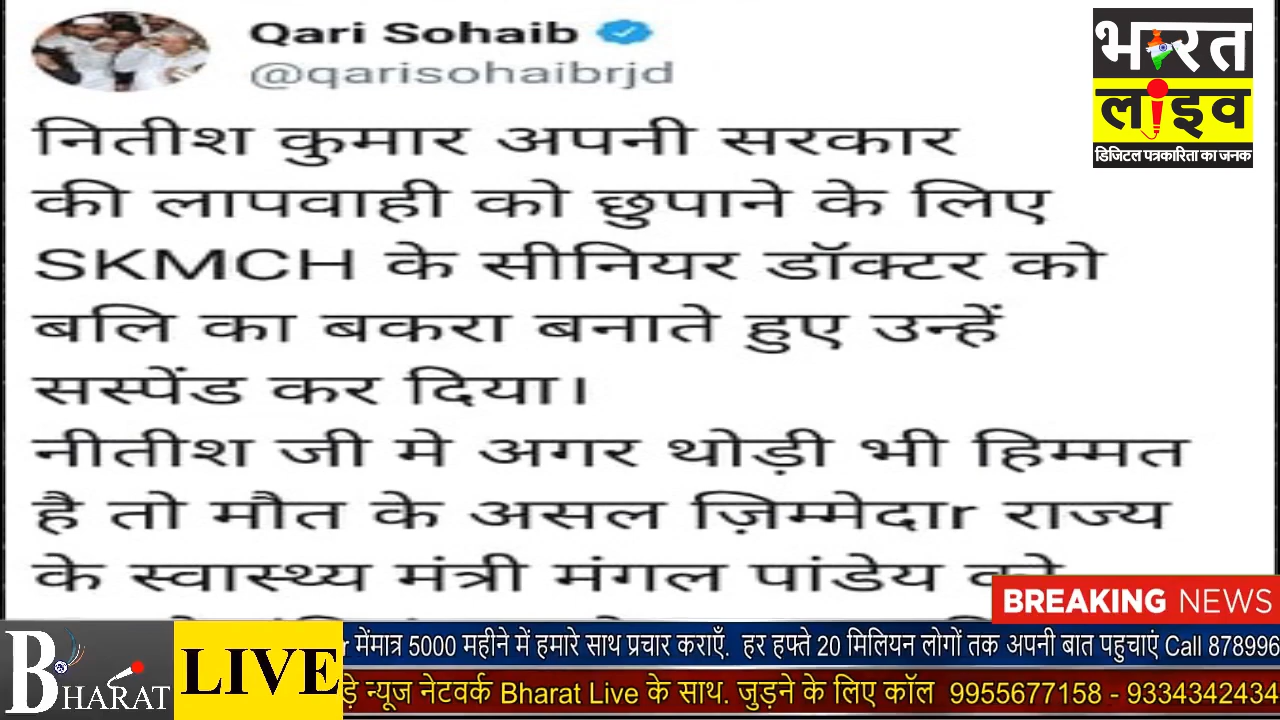 Qari Sohaib
@qarisohaibrjd
भारत
लाइव
डिजिटल पत्रकारिता का जनक
नितीश कुमार अपनी सरकार
की लापवाही को छुपाने के लिए
SKMCH के सीनियर डॉक्टर को
बलि का बकरा बनाते हुए उन्हें
सस्पेंड कर दिया।
नीतीश जी मे अगर थोड़ी भी हिम्मत
है तो मौत के असल ज़िम्मेदाr राज्य
के स्वास्थ्य मंत्री मंगल पांडेय को
BREAKING NEWS
BHARAT LIVE
r मेंमात्र 5000 महीने में हमारे साथ प्रचार कराएँ. हर हफ्ते 20 मिलियन लोगों तक अपनी बात पहुचाएं Call 878996
ड़े न्यूज नेटवर्क Bharat Live के साथ. जुड़ने के लिए कॉल 9955677158 - 9334342434